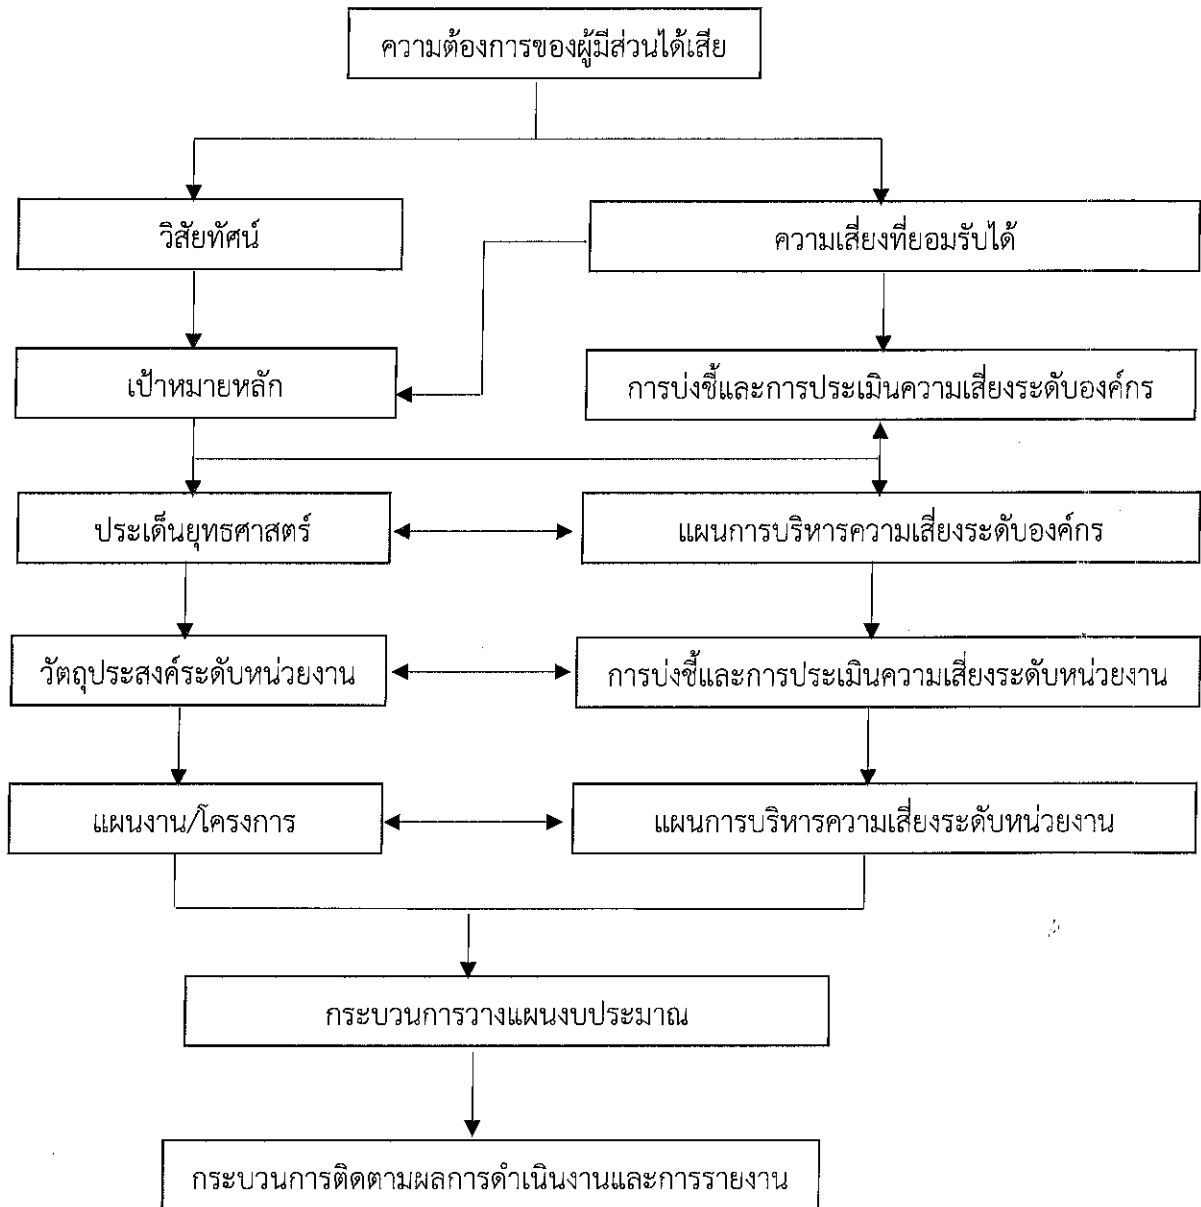 ความต้องการของผู้มีส่วนได้เสีย
วิสัยทัศน์
ความเสี่ยงที่ยอมรับได้
เป้าหมายหลัก
การบ่งชี้และการประเมินความเสี่ยงระดับองค์กร
ประเด็นยุทธศาสตร์
แผนการบริหารความเสี่ยงระดับองค์กร
วัตถุประสงค์ระดับหน่วยงาน
การบ่งชี้และการประเมินความเสี่ยงระดับหน่วยงาน
แผนงาน/โครงการ
แผนการบริหารความเสี่ยงระดับหน่วยงาน
กระบวนการวางแผนงบประมาณ
กระบวนการติดตามผลการดำเนินงานและการรายงาน